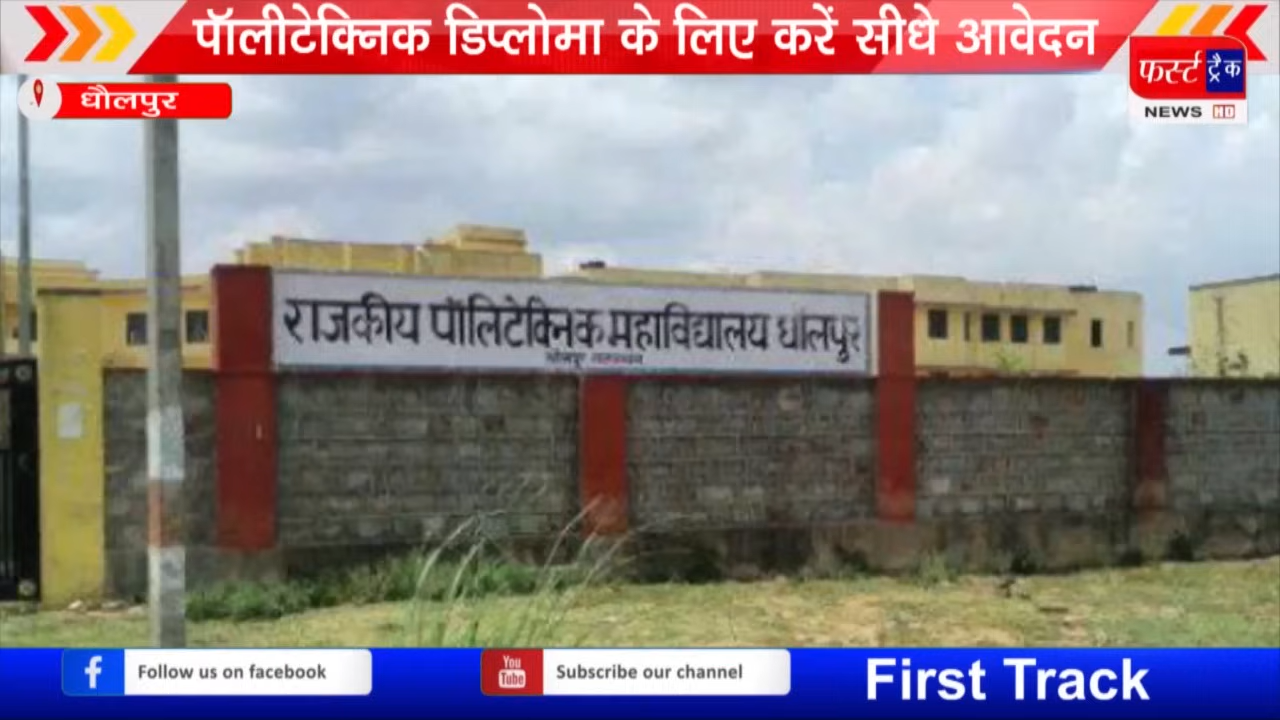 पॉलीटेक्निक डिप्लोमा के लिए करें सीधे आवेदन
फर्स्ट ट्रैक
NEWS HD
धौलपुर
राजकीय पॉलिटेक्निक महाविद्यालय धौलपुर
Follow us on facebook
You Tube
Subscribe our channel
First Track